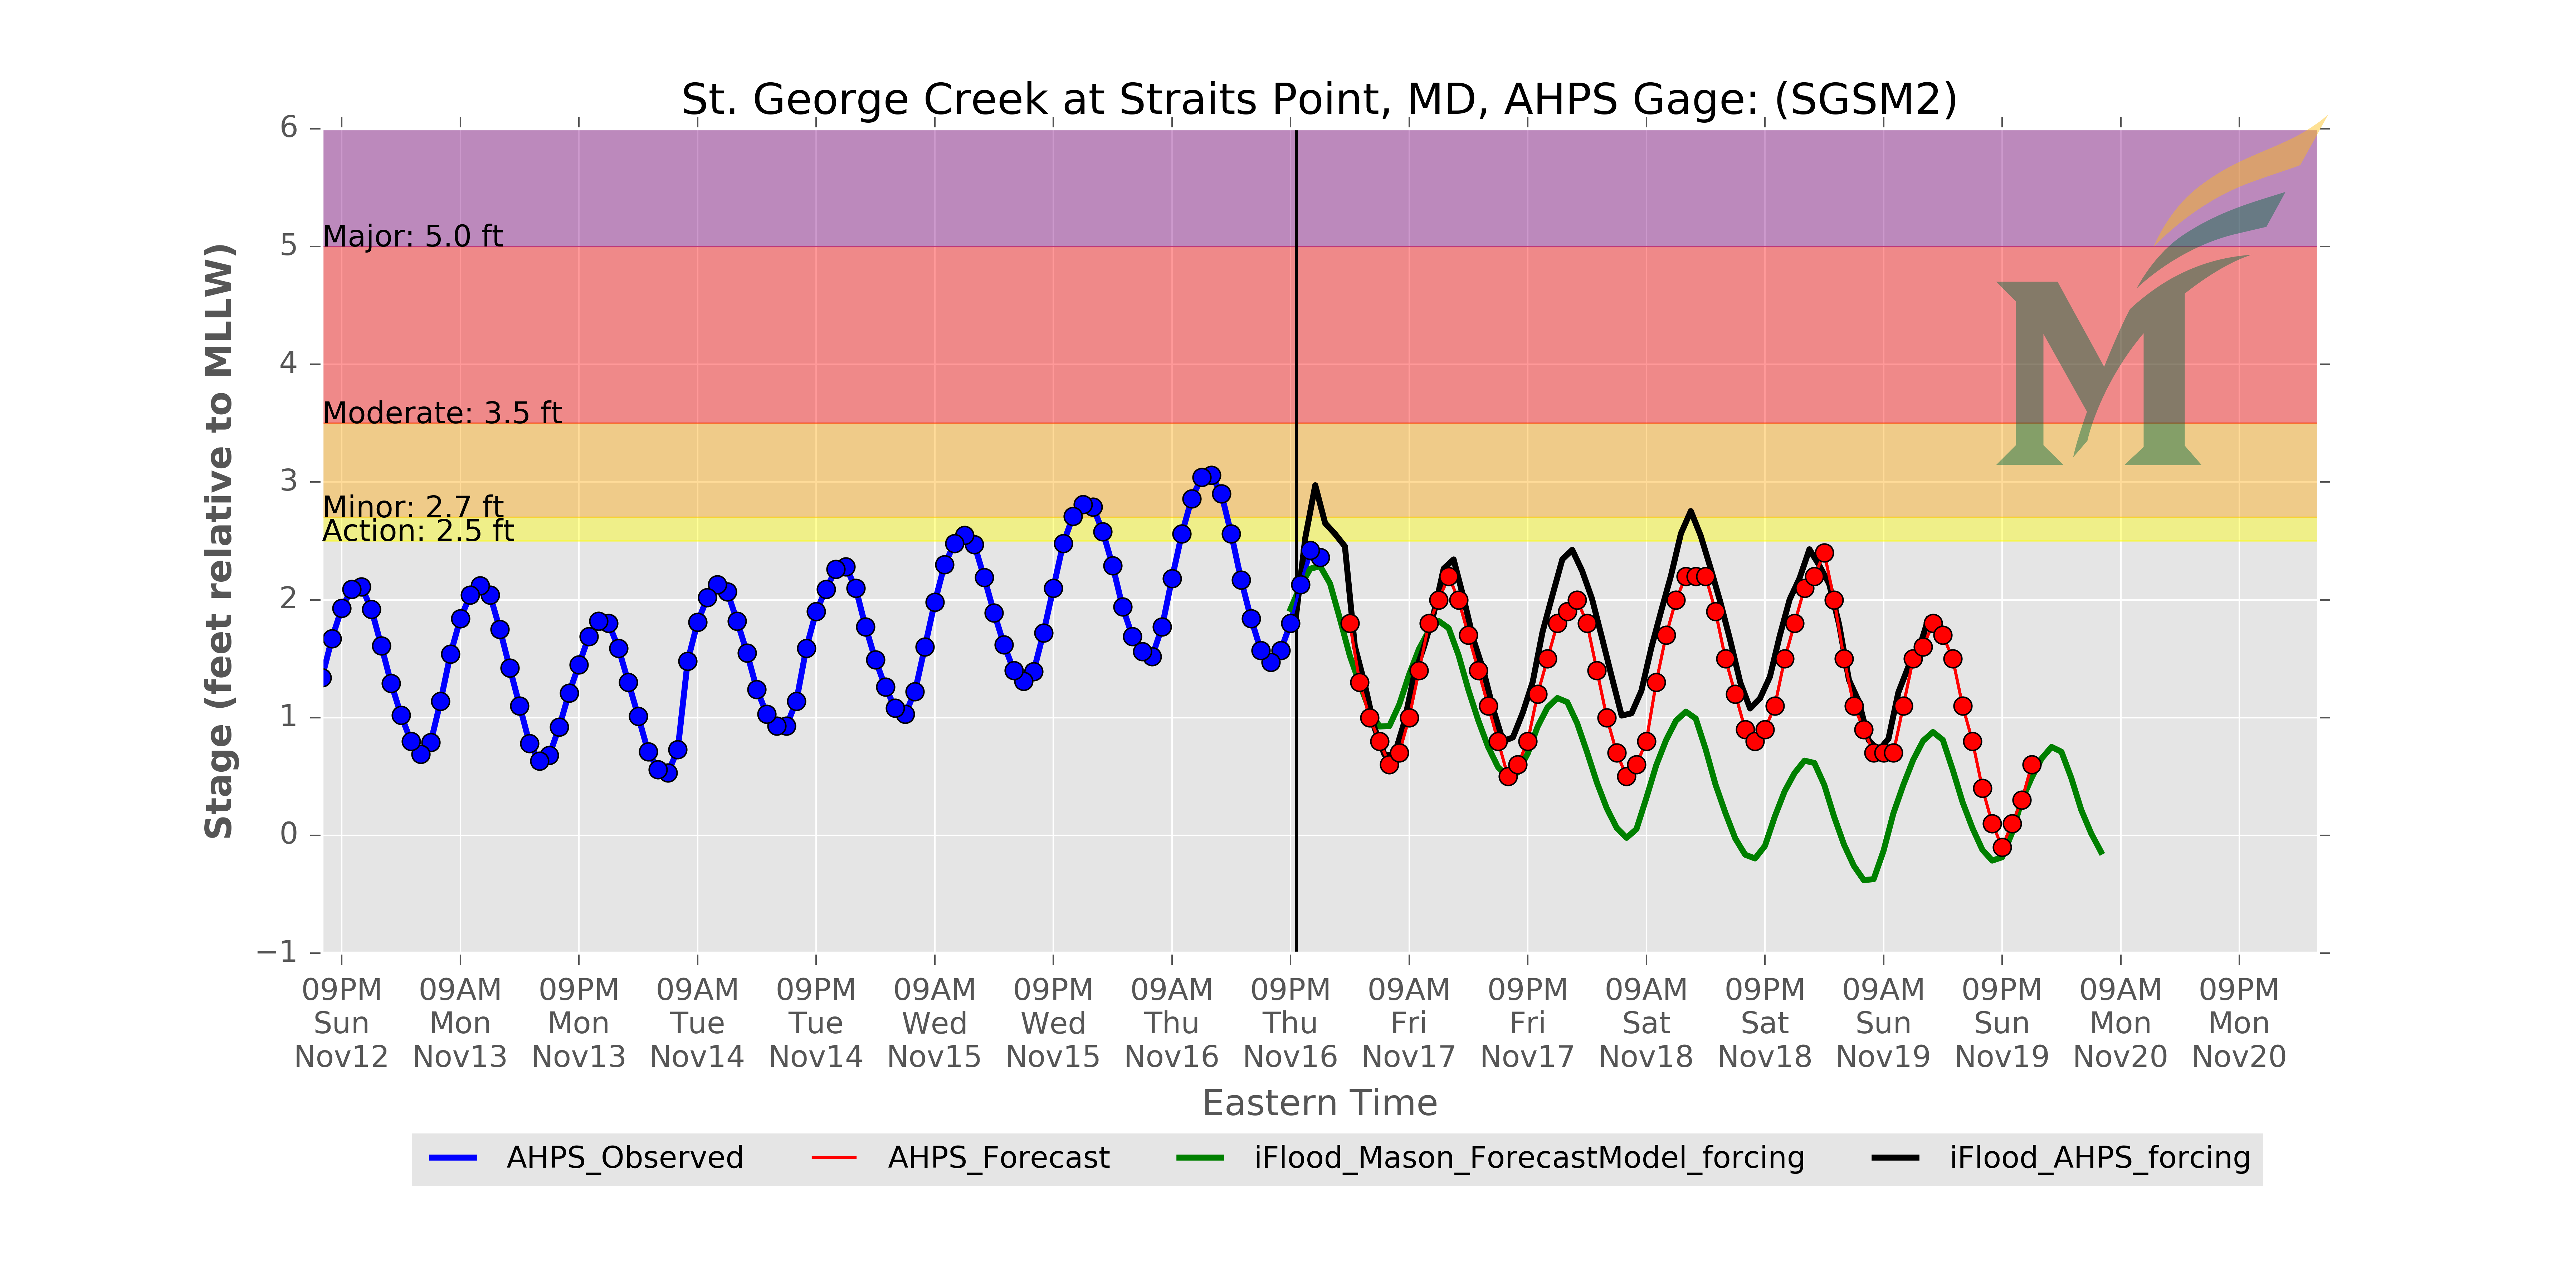 St. George Creek at Straits Point, MD, AHPS Gage: (SGSM2)
Stage (feet relative to MLLW)
6
5
4
3
2
1
0
−1
Major: 5.0 ft
Moderate: 3.5 ft
Minor: 2.7 ft
Action: 2.5 ft
M
09PM 09AM 09PM 09AM 09PM 09AM 09PM 09AM 09PM 09AM 09PM 09AM 09PM 09AM 09PM 09AM 09PM
Sun Mon Mon Tue Tue Wed Wed Thu Thu Fri Fri Sat Sat Sun Sun Mon Mon
Nov12 Nov13 Nov13 Nov14 Nov14 Nov15 Nov15 Nov16 Nov16 Nov17 Nov17 Nov18 Nov18 Nov19 Nov19 Nov20 Nov20
Eastern Time
AHPS_Observed AHPS_Forecast iFlood_Mason_ForecastModel_forcing iFlood_AHPS_forcing